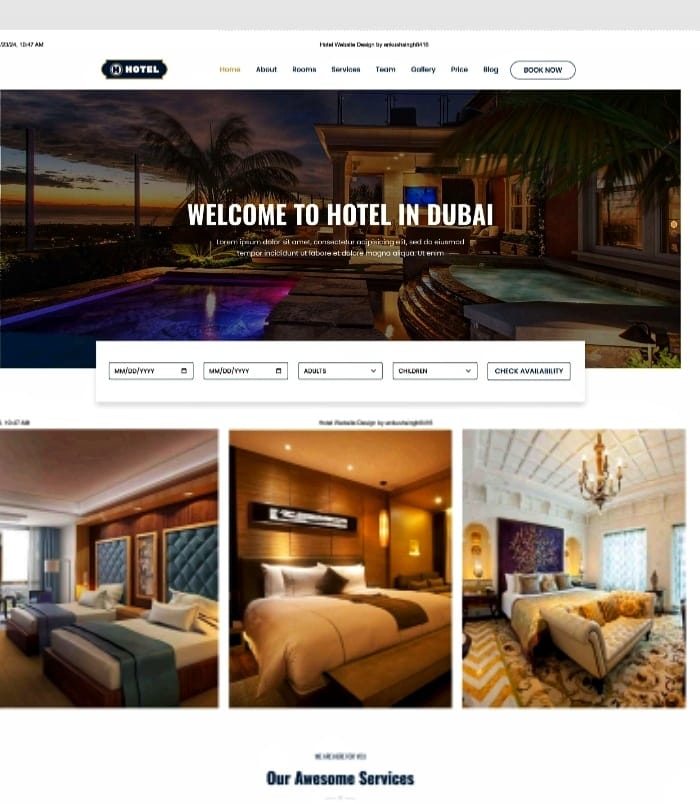 /23/24, 10:47 AM
Hotel Website Design by ankushsingh8416
H HOTEL
Home About Rooms Services Team Gallery Price Blog BOOK NOW
WELCOME TO HOTEL IN DUBAI
Lorem ipsum dolor sit amet, consectetur adipisicing elit, sed do eiusmod
tempor incididunt ut labore et dolore magna aliqua. Ut enim
MM/DD/YYYY MM/DD/YYYY ADULTS CHILDREN CHECK AVAILABILITY
10:47 AM
Hotel Website Design by ankushsingh8416
WE ARE HERE FOR YOU
Our Awesome Services